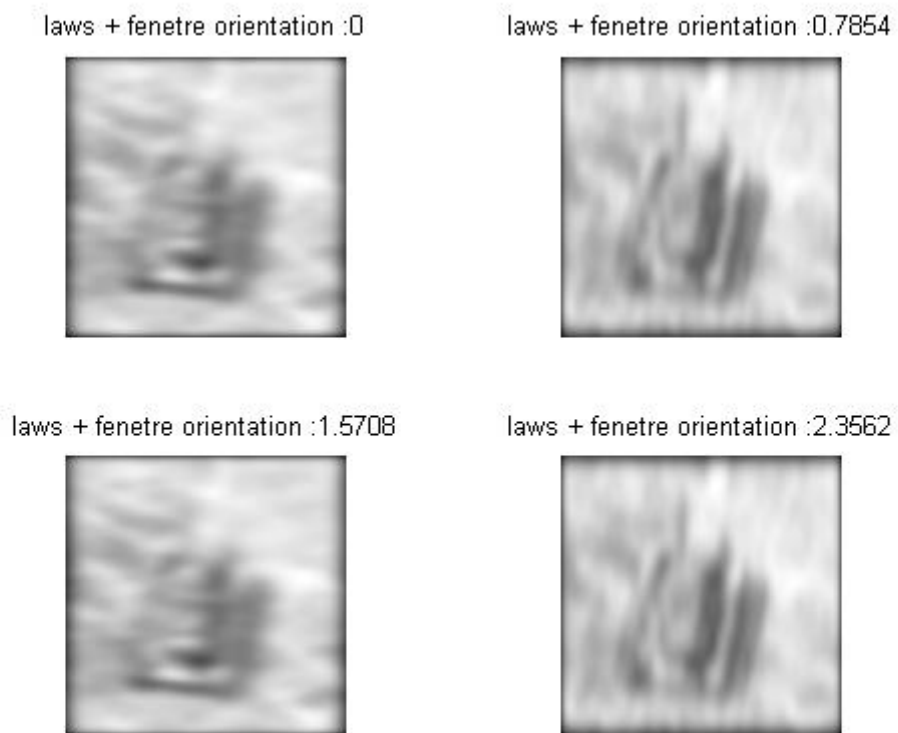 laws + fenetre orientation :0
laws + fenetre orientation :0.7854
laws + fenetre orientation :1.5708
laws + fenetre orientation :2.3562